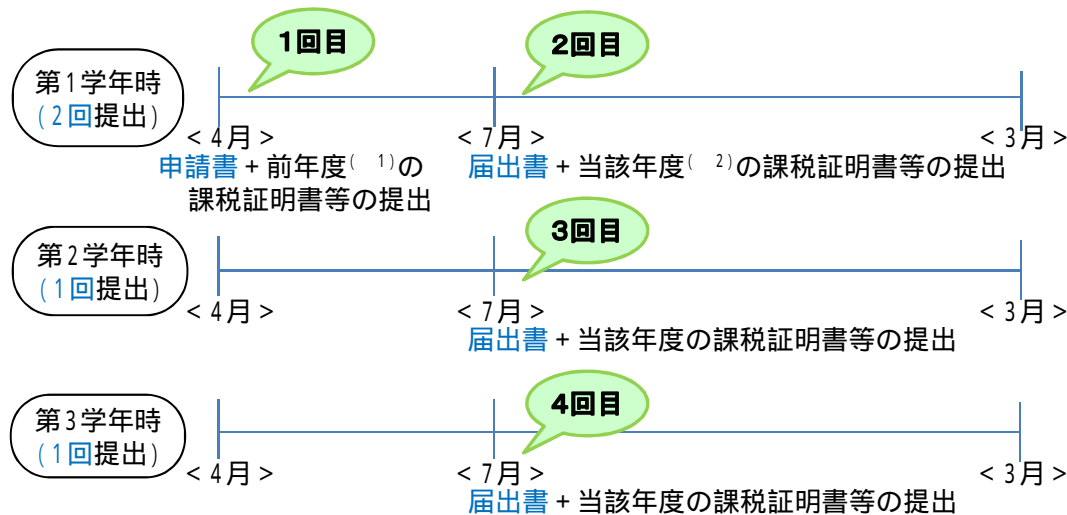 1回目
2回目
第1学年時
(2回提出)
<4月>
<7月>
<3月>
申請書+前年度( 1)の
課税証明書等の提出
届出書+当該年度( 2)の課税証明書等の提出
3回目
第2学年時
(1回提出)
<4月>
<7月>
<3月>
届出書+当該年度の課税証明書等の提出
4回目
第3学年時
(1回提出)
<4月>
<7月>
<3月>
届出書+当該年度の課税証明書等の提出